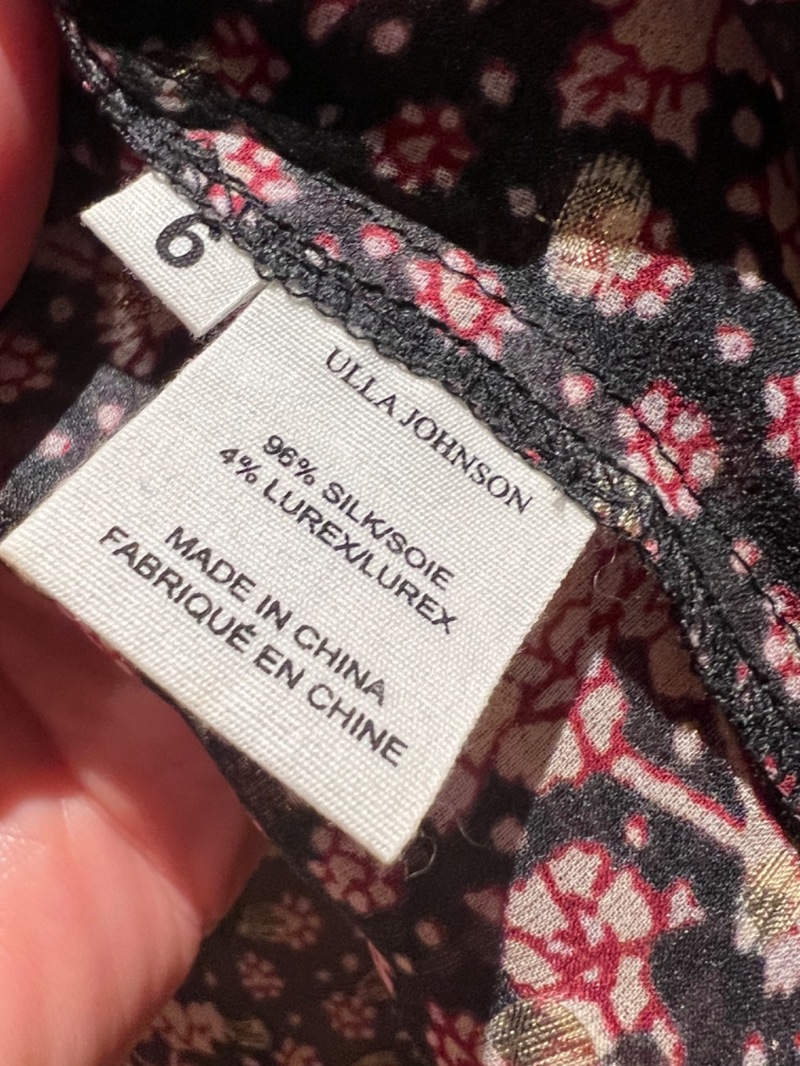 6
ULLA JOHNSON
96% SILK/SOIE
4% LUREX/LUREX
MADE IN CHINA
FABRIQUÉ EN CHINE